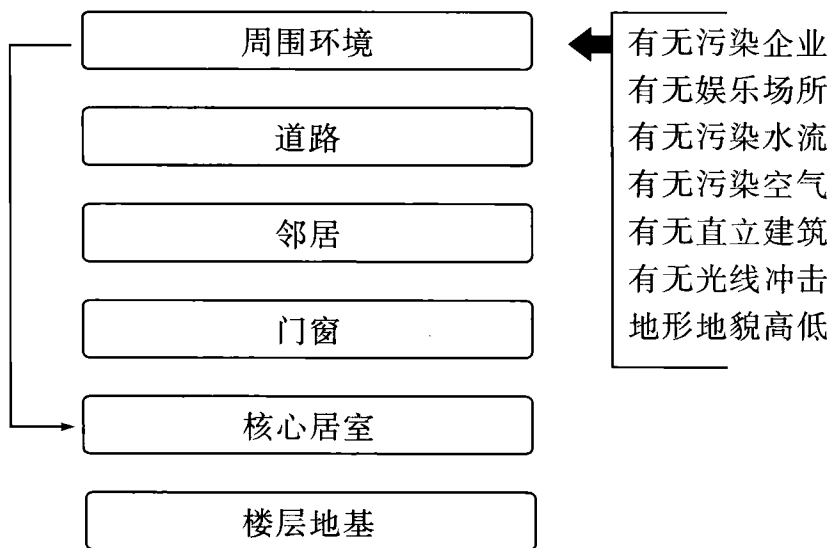 周围环境
道路
邻居
门窗
核心居室
楼层地基
有无污染企业
有无娱乐场所
有无污染水流
有无污染空气
有无直立建筑
有无光线冲击
地形地貌高低